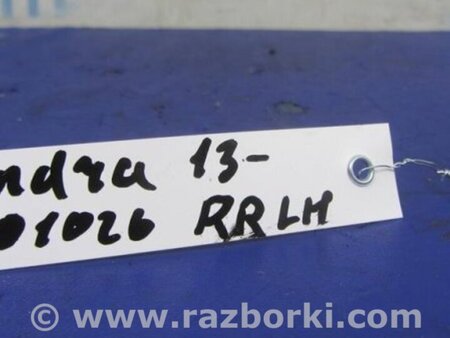 ndra 13-
01026 RRLH
© www.razborki.com